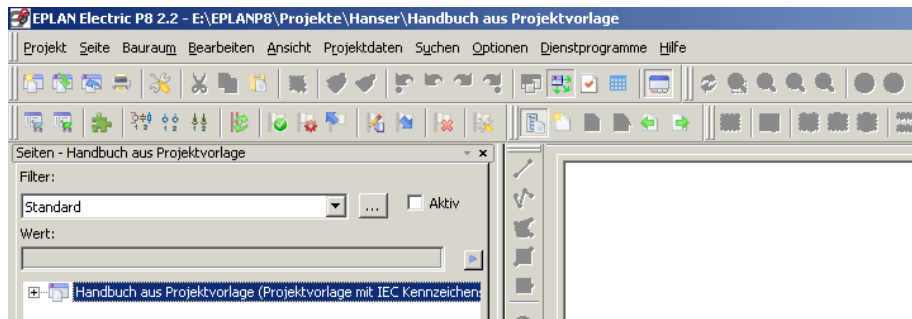 EPLAN Electric P8 2.2 - E:\EPLANP8\Projekte\Hanser\Handbuch aus Projektvorlage
Projekt Seite Bauraum Bearbeiten Ansicht Projektdaten Suchen Optionen Dienstprogramme Hilfe
Seiten - Handbuch aus Projektvorlage
Filter:
Standard ... Aktiv
Wert:
Handbuch aus Projektvorlage (Projektvorlage mit IEC Kennzeichen